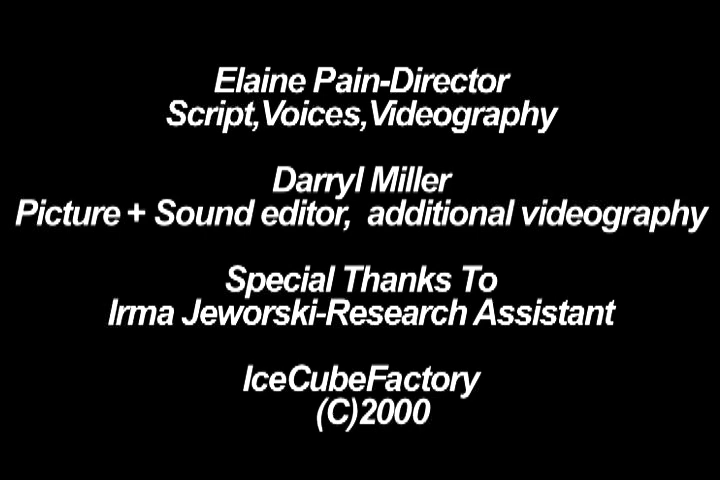 Elaine Pain-Director
Script,Voices,Videography
Darryl Miller
Picture + Sound editor, additional videography
Special Thanks To
Irma Jeworski-Research Assistant
IceCubeFactory
(C)2000